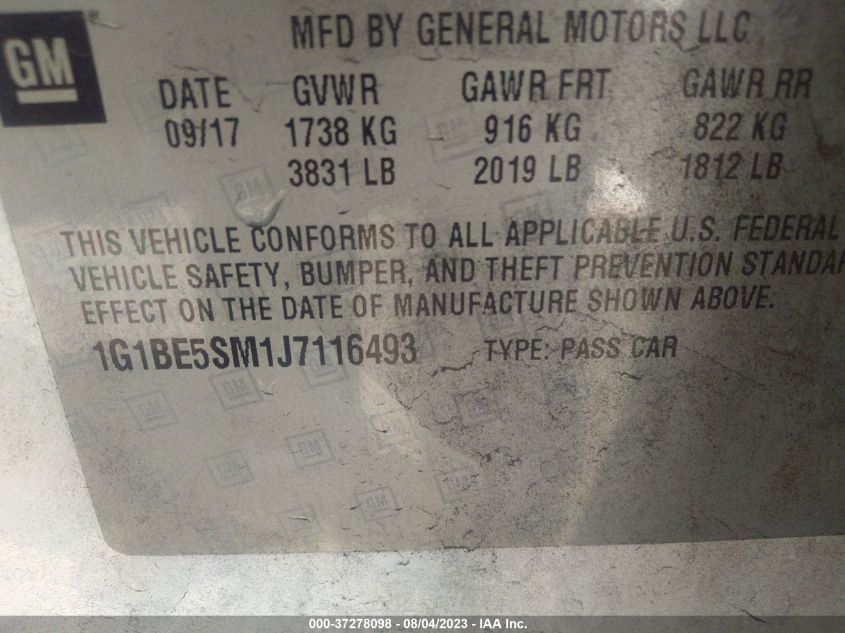 GM
MFD BY GENERAL MOTORS LLC
DATE GVWR GAWR FRT GAWR RR
09/17 1738 KG 916 KG 822 KG
3831 LB 2019 LB 1812 LB
THIS VEHICLE CONFORMS TO ALL APPLICABLE U.S. FEDERAL
VEHICLE SAFETY, BUMPER, AND THEFT PREVENTION STANDAR
EFFECT ON THE DATE OF MANUFACTURE SHOWN ABOVE.
1G1BE5SM1J7116493 TYPE: PASS CAR
000-37278098 - 08/04/2023 - IAA Inc.